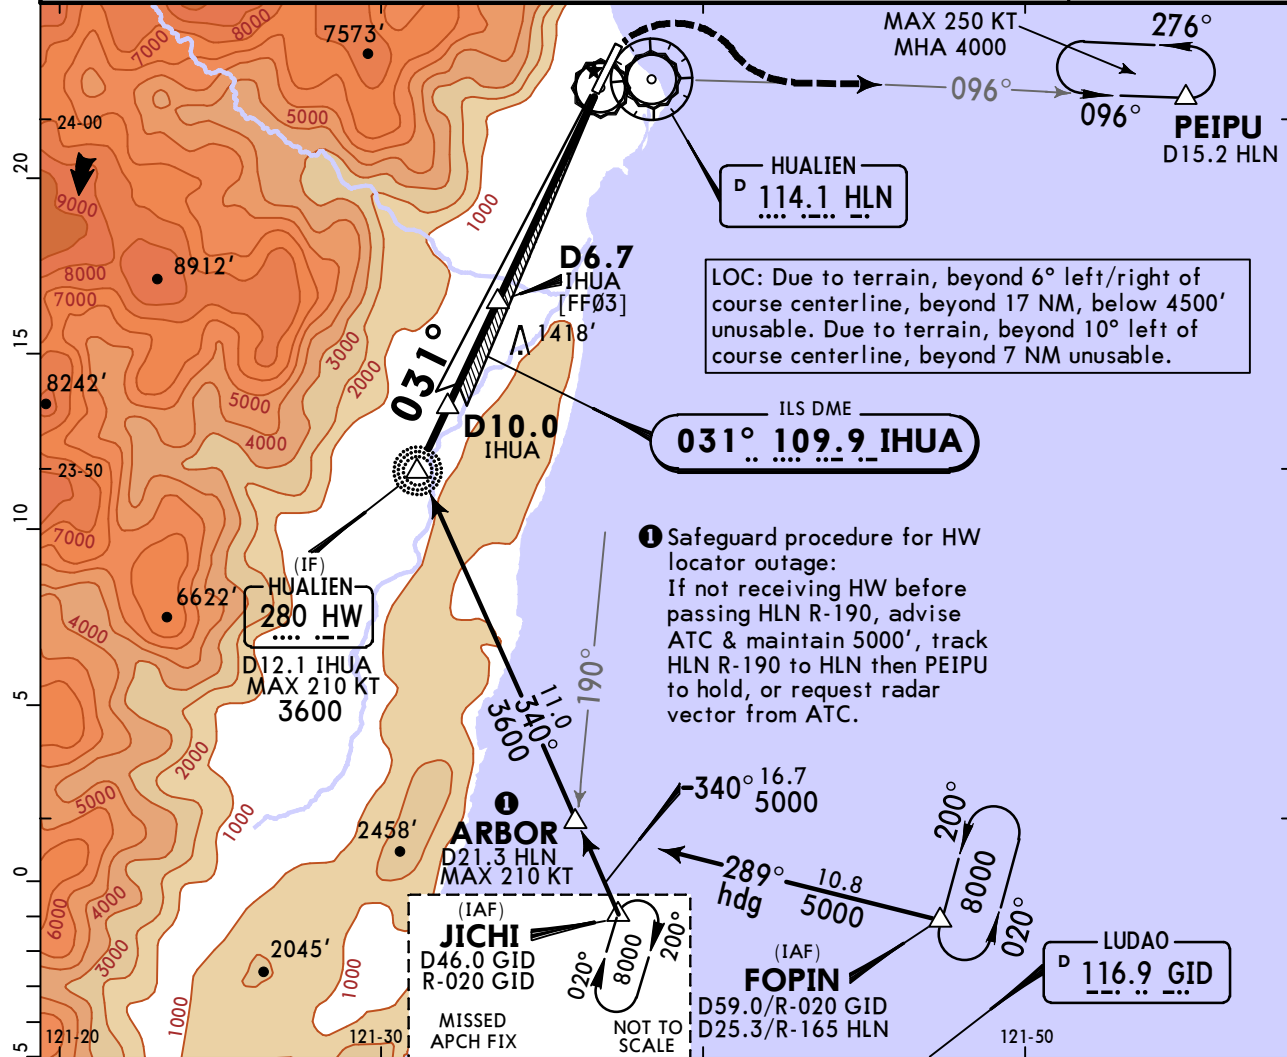 MAX 250 KT
MHA 4000
276°
096°
096°
PEIPU
D15.2 HLN
7573'
8000
7000
5000
24-00
20
9000
8000
7000
8912'
1000
2000
3000
HUALIEN
D 114.1 HLN
D6.7
IHUA
[FFØ3]
1418'
LOC: Due to terrain, beyond 6° left/right of
course centerline, beyond 17 NM, below 4500'
unusable. Due to terrain, beyond 10° left of
course centerline, beyond 7 NM unusable.
15
8242'
5000
4000
3000
2000
031°
D10.0
IHUA
ILS DME
031° 109.9 IHUA
23-50
10
7000
6622'
4000
(IF)
HUALIEN
280 HW
D12.1 IHUA
MAX 210 KT
3600
❶ Safeguard procedure for HW
locator outage:
If not receiving HW before
passing HLN R-190, advise
ATC & maintain 5000', track
HLN R-190 to HLN then PEIPU
to hold, or request radar
vector from ATC.
190°
11.0
340°
3600
5
2000
5000
1000
2458'
❶
ARBOR
D21.3 HLN
MAX 210 KT
340° 16.7
5000
289°
hdg
10.8
5000
200°
8000
020°
0
6000
4000
3000
2045'
1000
1000
(IAF)
JICHI
D46.0 GID
R-020 GID
020°
8000
200°
MISSED
APCH FIX
NOT TO
SCALE
(IAF)
FOPIN
D59.0/R-020 GID
D25.3/R-165 HLN
LUDAO
D 116.9 GID
5
121-20
121-30
121-50